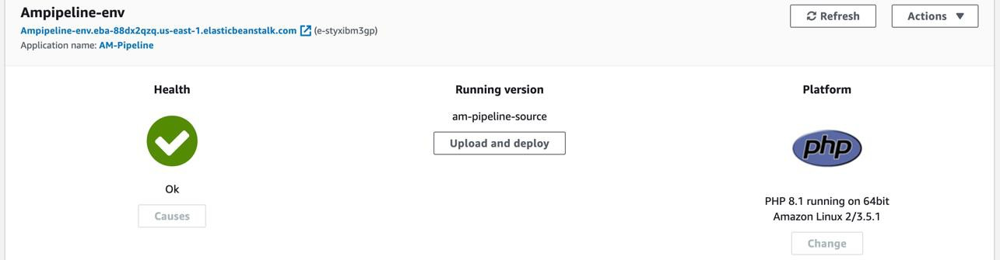 Ampipeline-env
Refresh
Actions
Ampipeline-env.eba-88dx2qzq.us-east-1.elasticbeanstalk.com (e-styxibm3gp)
Application name: AM-Pipeline
Health
Running version
Platform
am-pipeline-source
Upload and deploy
php
Ok
PHP 8.1 running on 64bit
Amazon Linux 2/3.5.1
Causes
Change